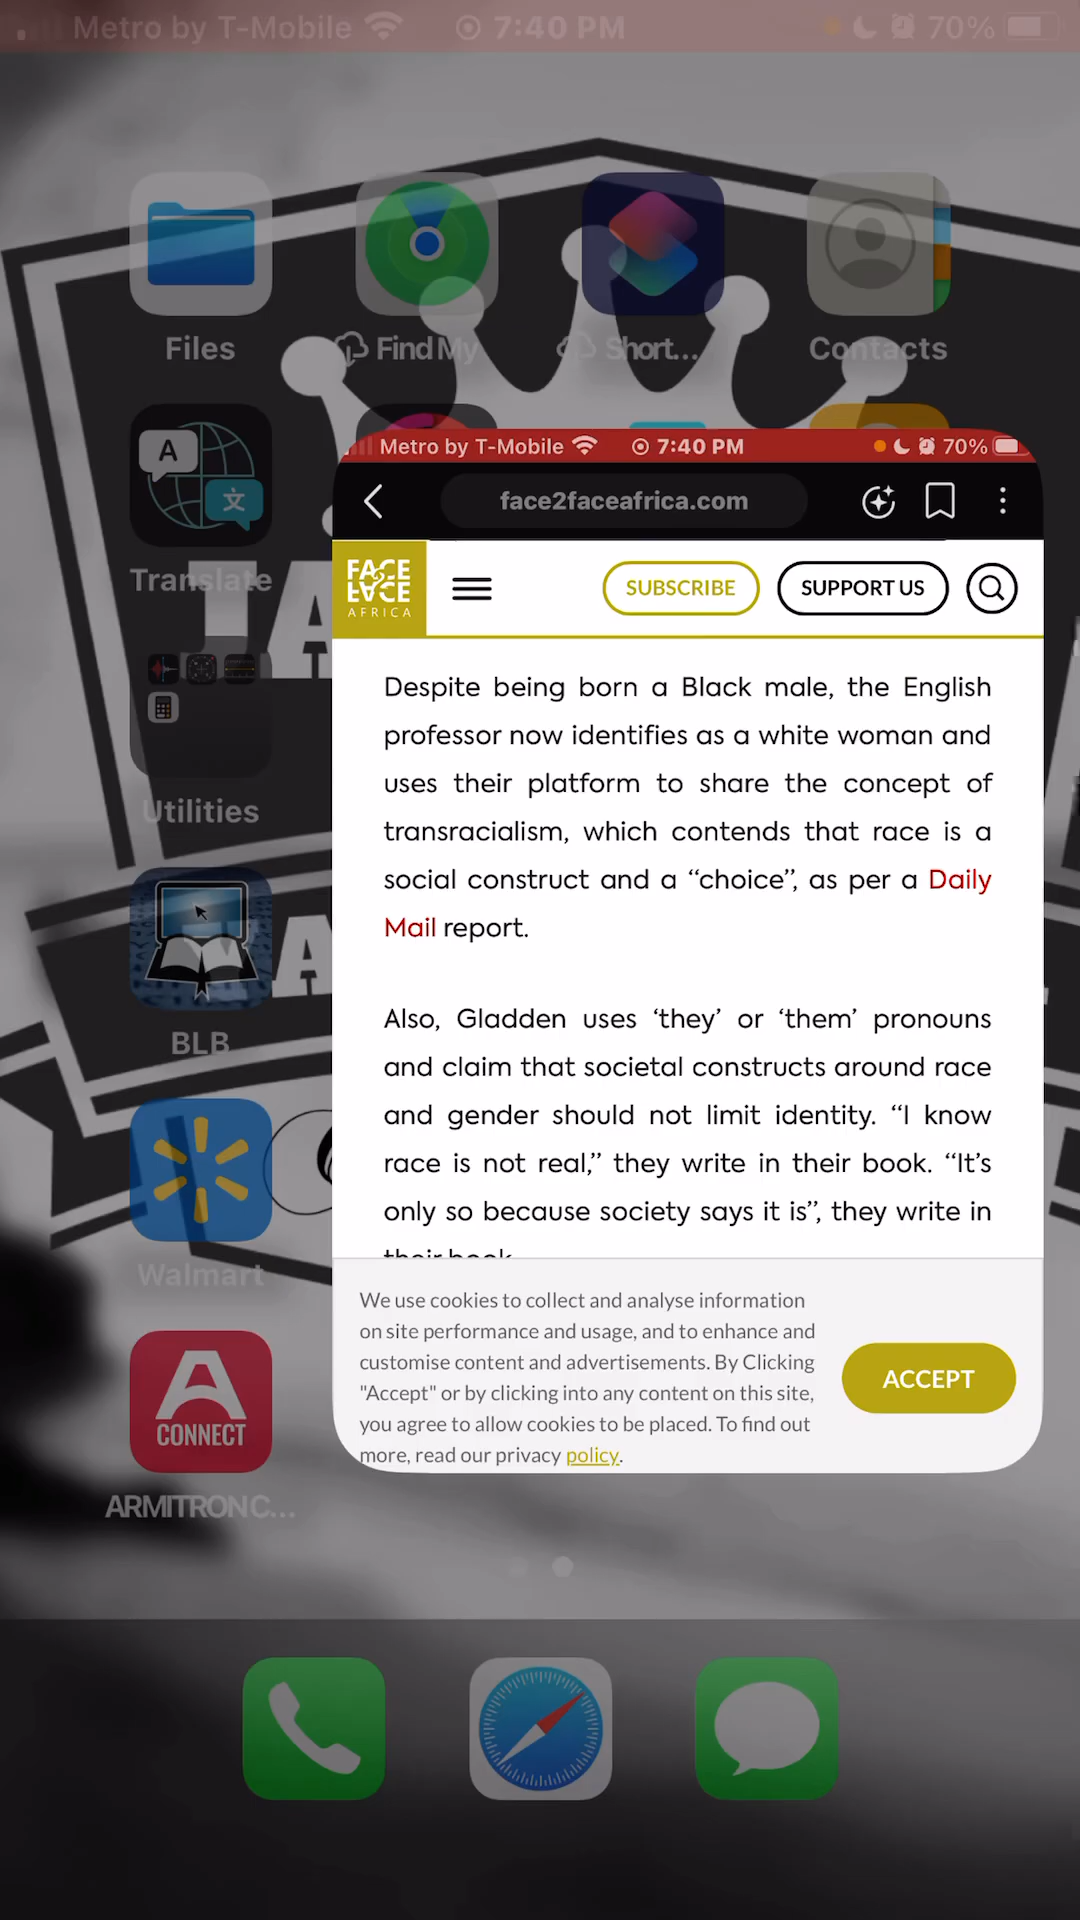 Metro by T-Mobile 7:40 PM 70%
Files Find My Short... Contacts
A
文
Translate
Utilities
BLB
Walmart
A
CONNECT
ARMITRON C...
Metro by T-Mobile 7:40 PM 70%
face2faceafrica.com
FACE
2
FACE
AFRICA
SUBSCRIBE SUPPORT US
Despite being born a Black male, the English
professor now identifies as a white woman and
uses their platform to share the concept of
transracialism, which contends that race is a
social construct and a “choice”, as per a Daily
Mail report.
Also, Gladden uses ‘they’ or ‘them’ pronouns
and claim that societal constructs around race
and gender should not limit identity. “I know
race is not real,” they write in their book. “It’s
only so because society says it is”, they write in
their book.
We use cookies to collect and analyse information
on site performance and usage, and to enhance and
customise content and advertisements. By Clicking
"Accept" or by clicking into any content on this site,
you agree to allow cookies to be placed. To find out
more, read our privacy policy.
ACCEPT